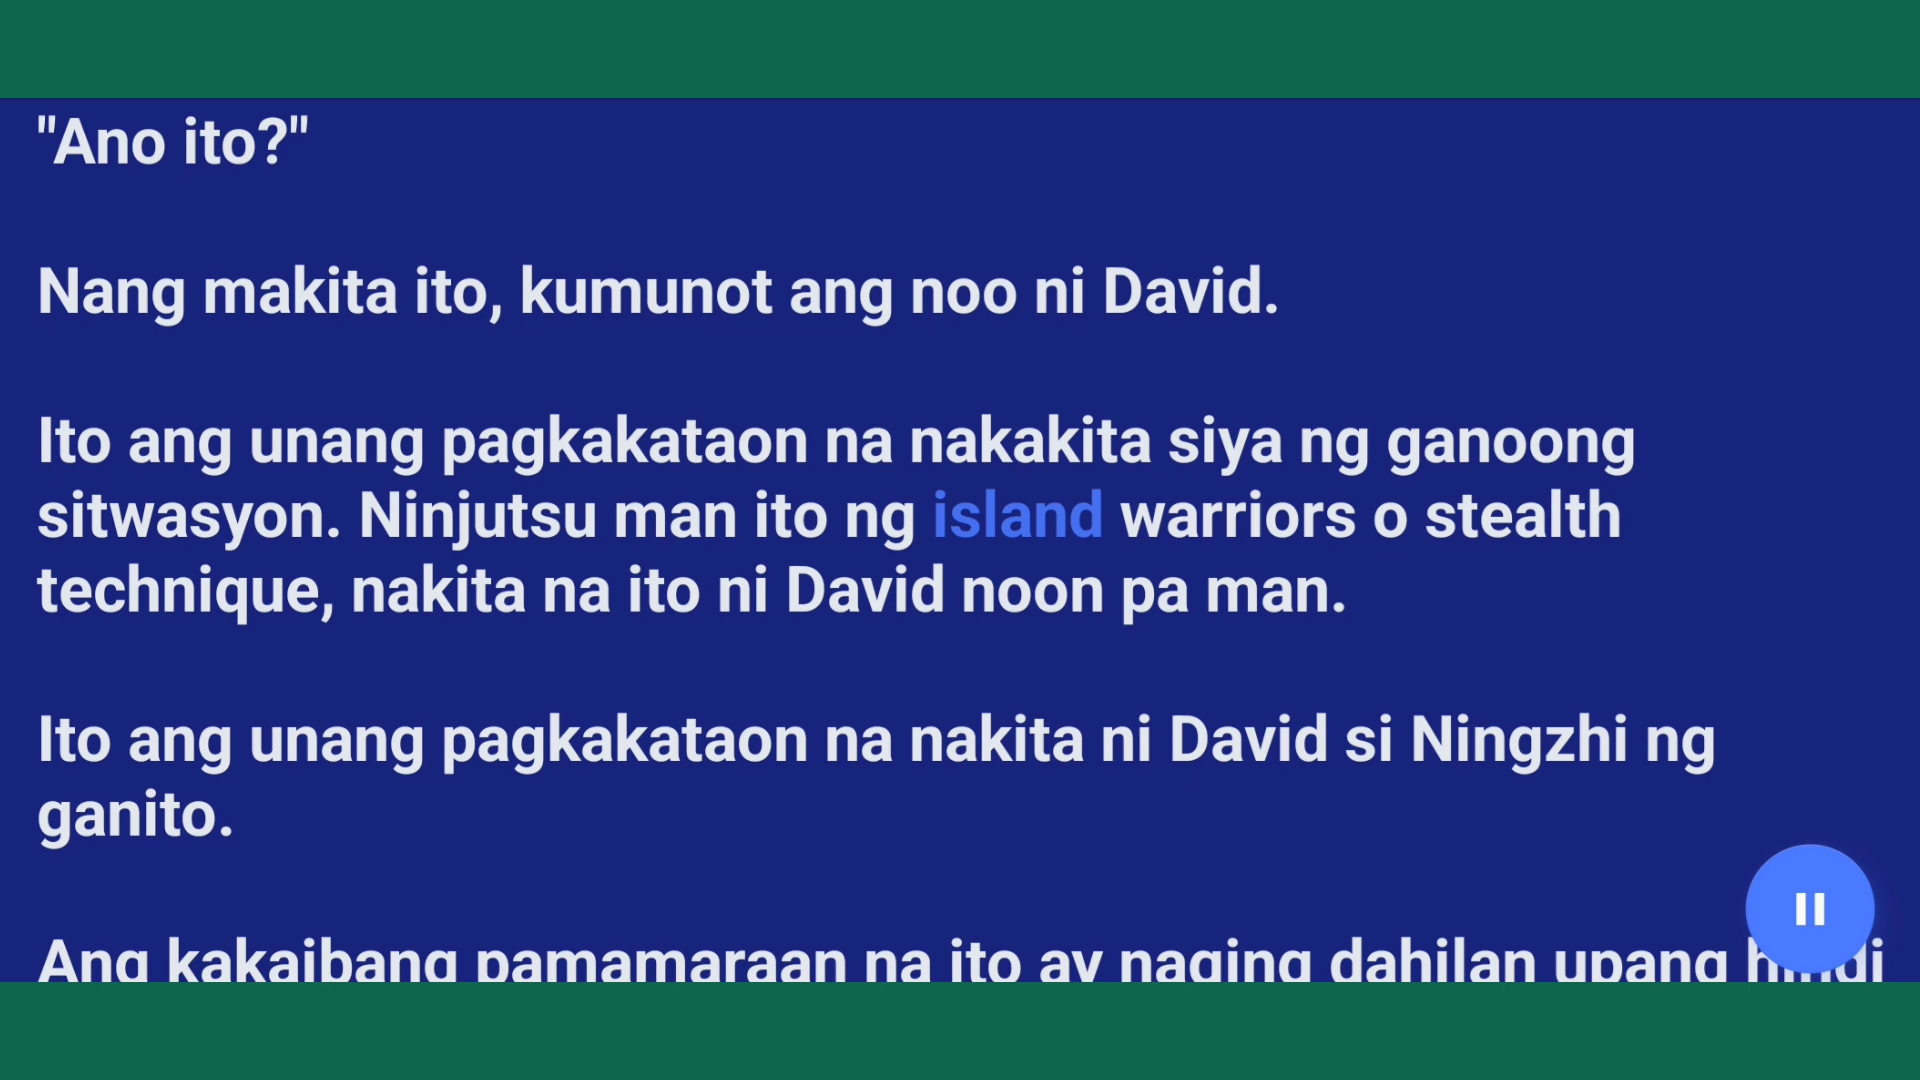 "Ano ito?"
Nang makita ito, kumunot ang noo ni David.
Ito ang unang pagkakataon na nakakita siya ng ganoong
sitwasyon. Ninjutsu man ito ng island warriors o stealth
technique, nakita na ito ni David noon pa man.
Ito ang unang pagkakataon na nakita ni David si Ningzhi ng
ganito.
Ang kakaibang pamamaraan na ito ay naging dahilan upang hindi